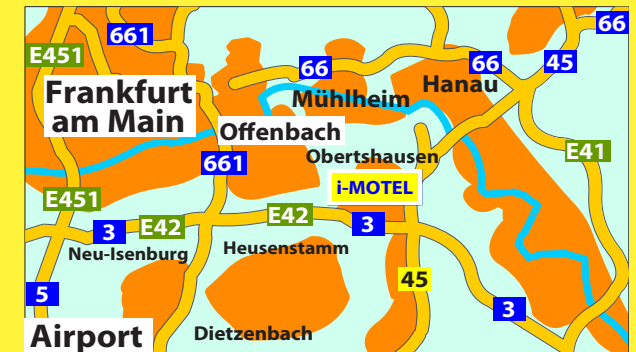 66
661
E451
66
66
45
Frankfurt
am Main
Mühlheim
Hanau
Offenbach
661
Obertshausen
E41
i-MOTEL
E451
3
E42
E42
3
Neu-Isenburg
Heusenstamm
45
5
3
Airport
Dietzenbach